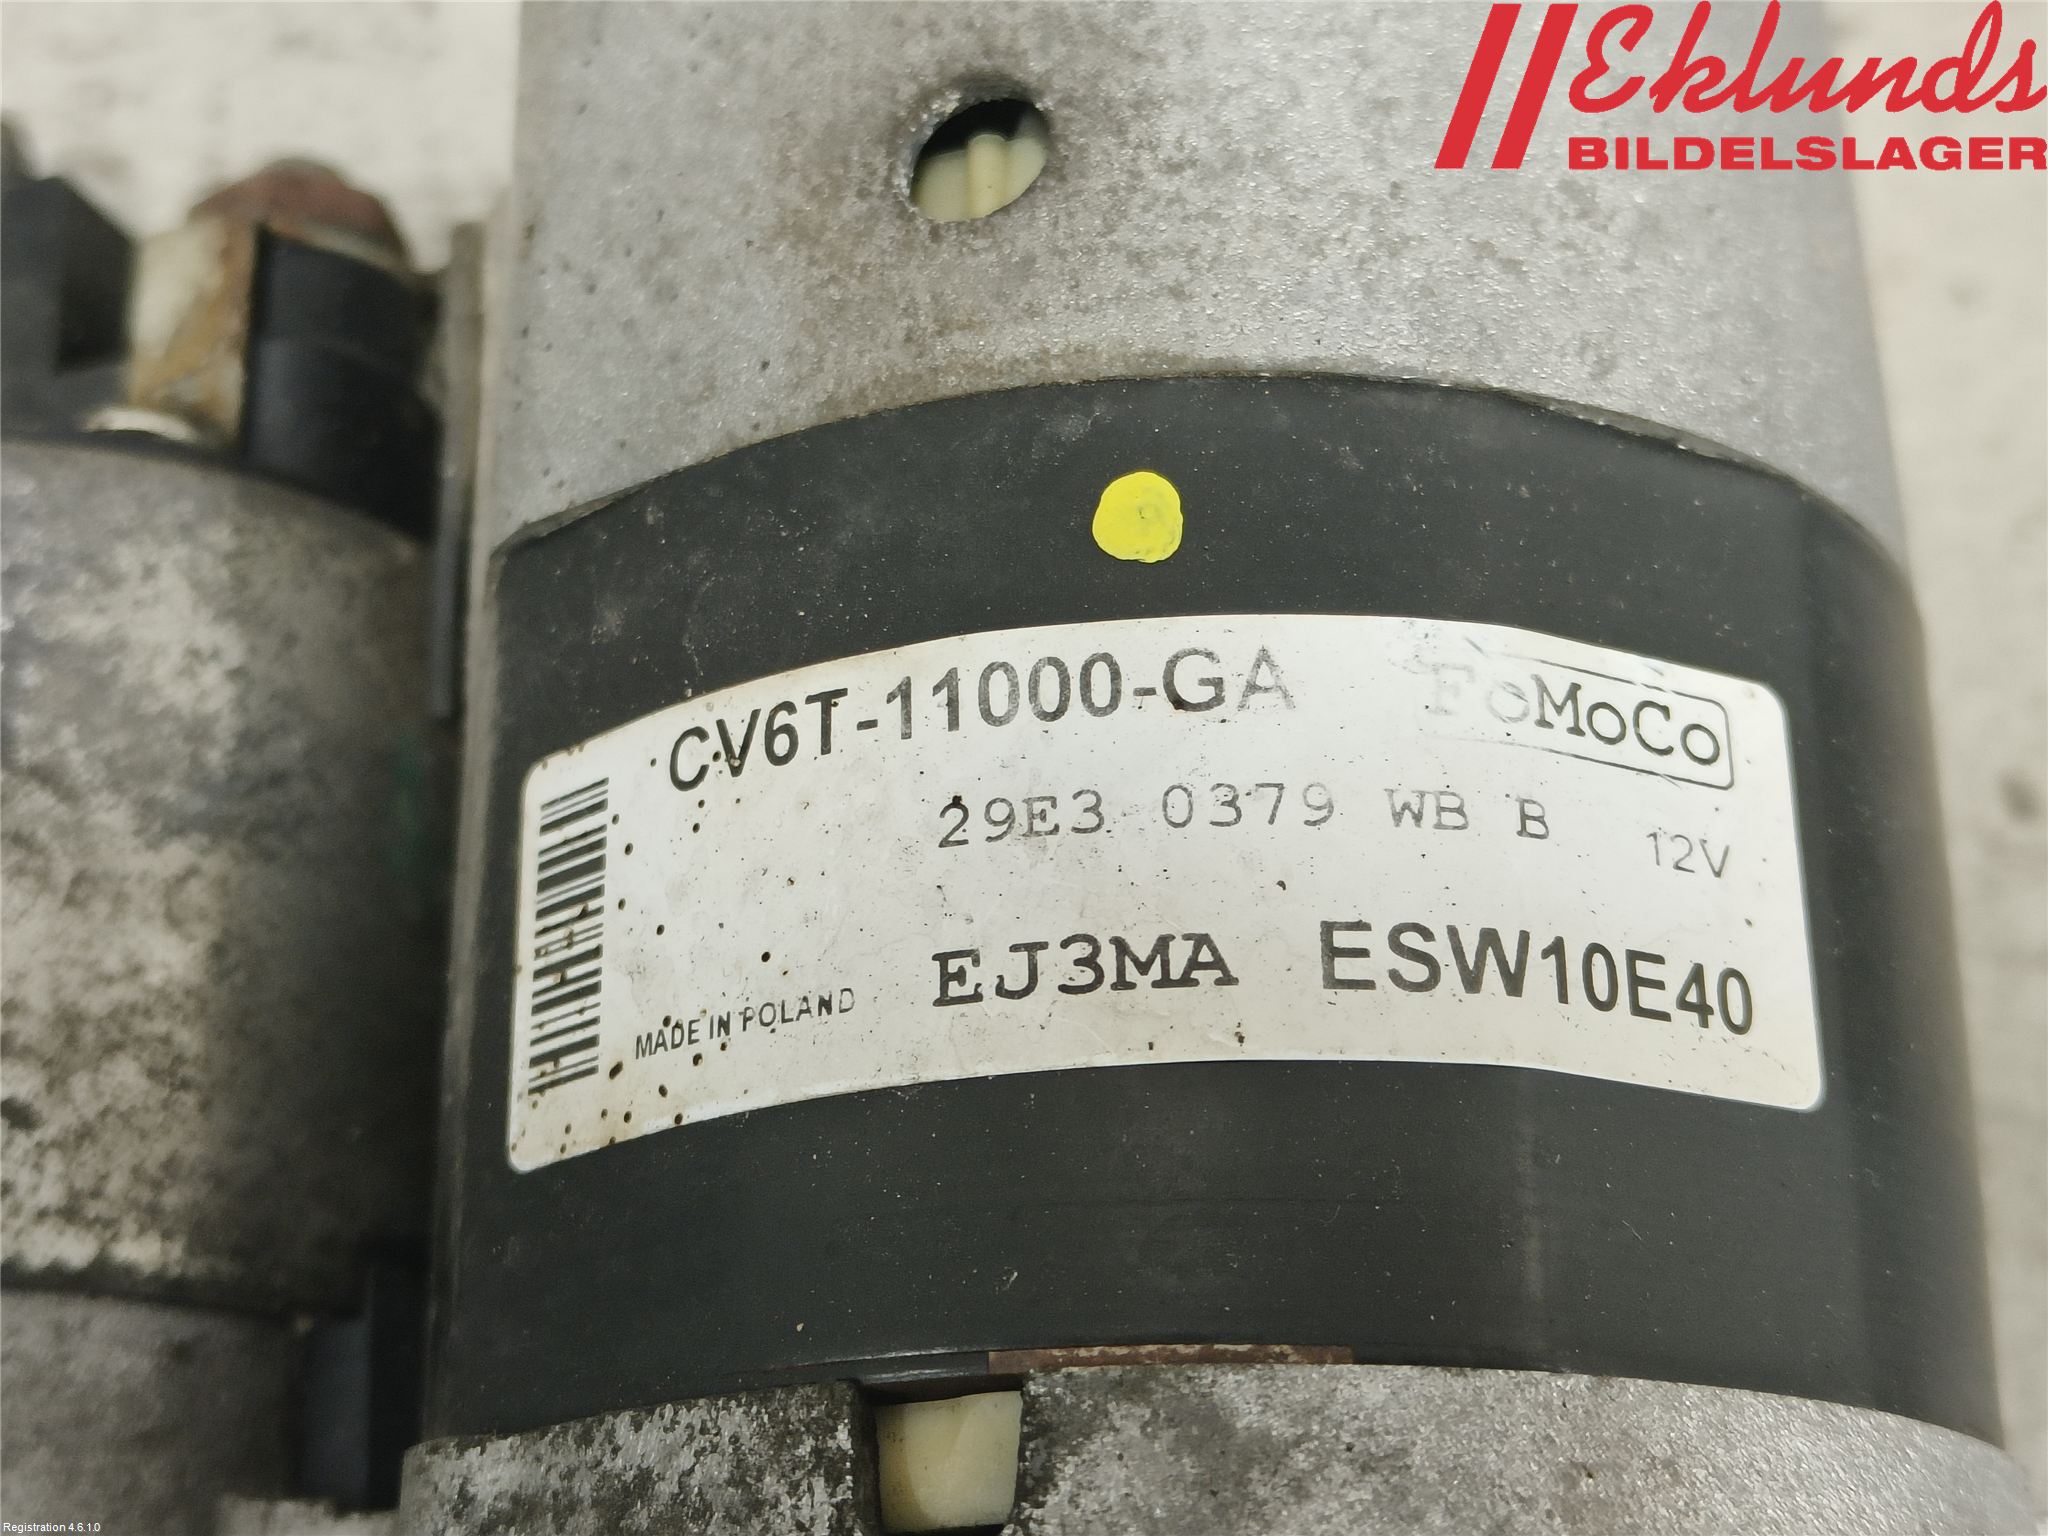 Eklunds
BILDELSLAGER
CV6T-11000-GA
FoMoCo
29E3 0379 WB B
12V
EJ3MA ESW10E40
MADE IN POLAND
Registration 4.6.1.0